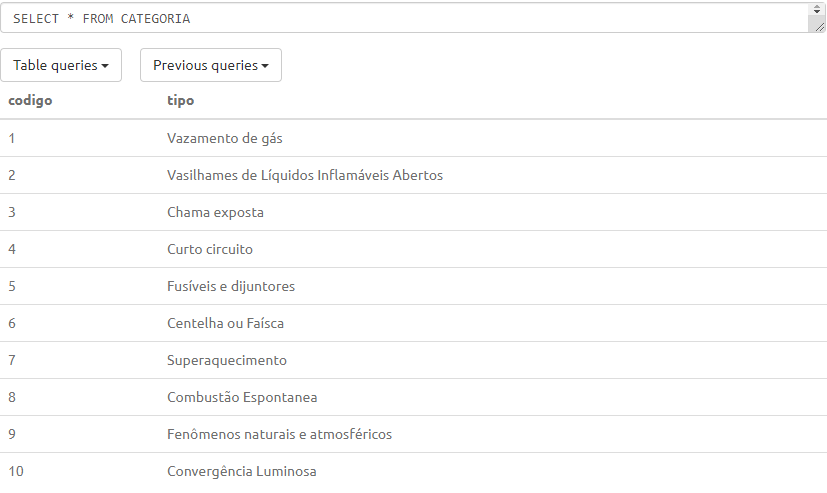 SELECT * FROM CATEGORIA
Table queries Previous queries
codigo tipo
1 Vazamento de gás
2 Vasilhames de Líquidos Inflamáveis Abertos
3 Chama exposta
4 Curto circuito
5 Fusíveis e dijuntores
6 Centelha ou Faísca
7 Superaquecimento
8 Combustão Espontanea
9 Fenômenos naturais e atmosféricos
10 Convergência Luminosa